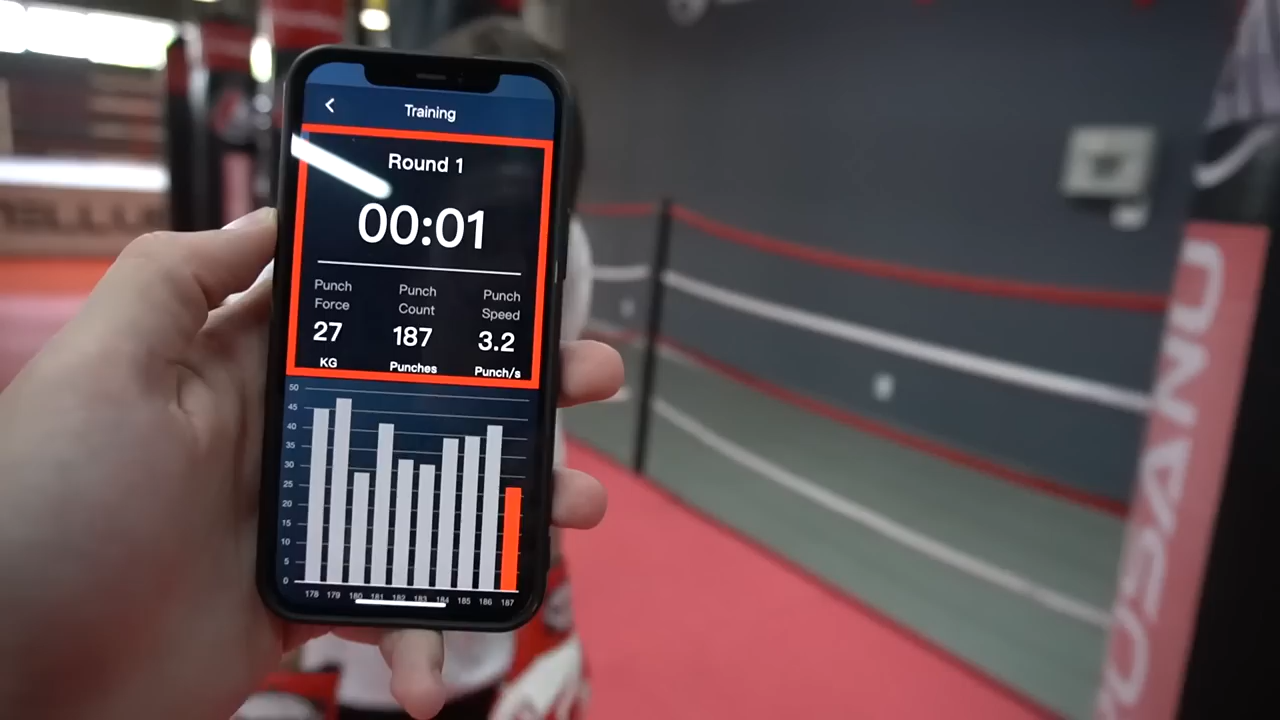 Training
Round 1
00:01
Punch Force
Punch Count
Punch Speed
27
187
3.2
KG
Punches
Punch/s
50
45
40
35
30
25
20
15
10
5
0
178 179 180 181 182 183 184 185 186 187